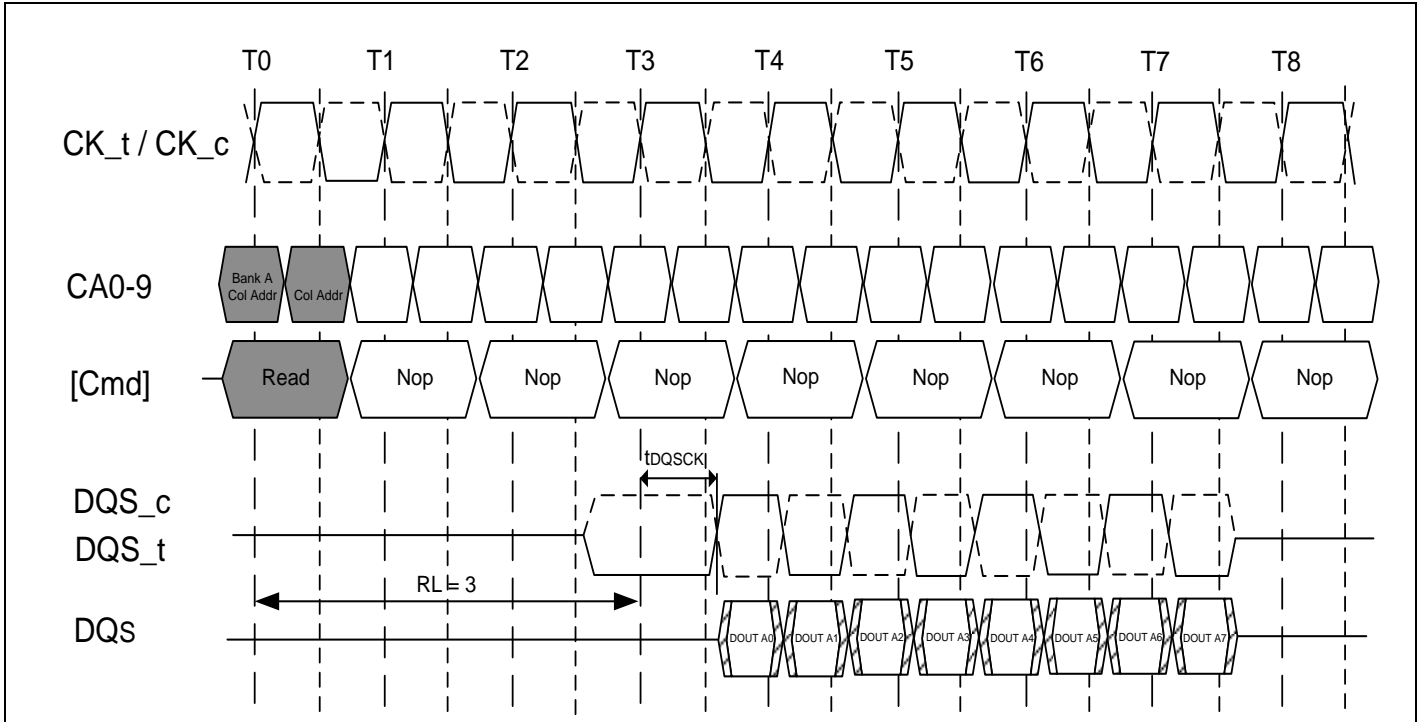 T0 T1 T2 T3 T4 T5 T6 T7 T8
CK_t / CK_c
CA0-9
Bank A
Col Addr
Col Addr
[Cmd]
Read Nop Nop Nop Nop Nop Nop Nop Nop
tDQSCK
DQS_c
DQS_t
RL = 3
DQs
DOUT A0 DOUT A1 DOUT A2 DOUT A3 DOUT A4 DOUT A5 DOUT A6 DOUT A7